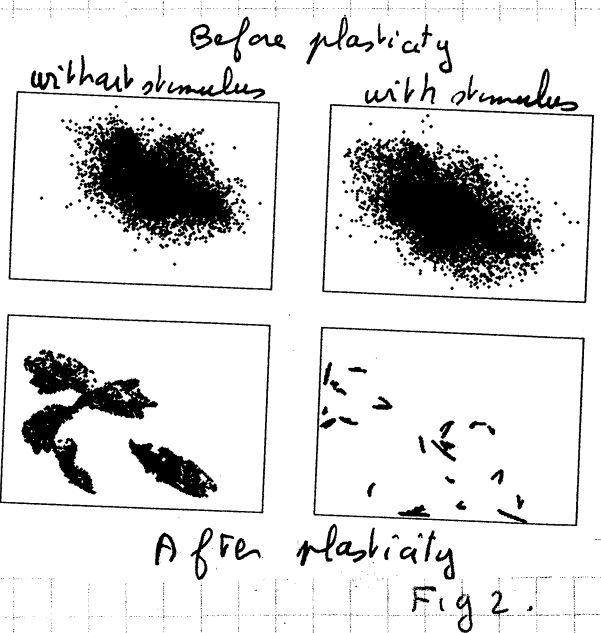 Before plasticity
without stimulus
with stimulus
After plasticity
Fig 2.